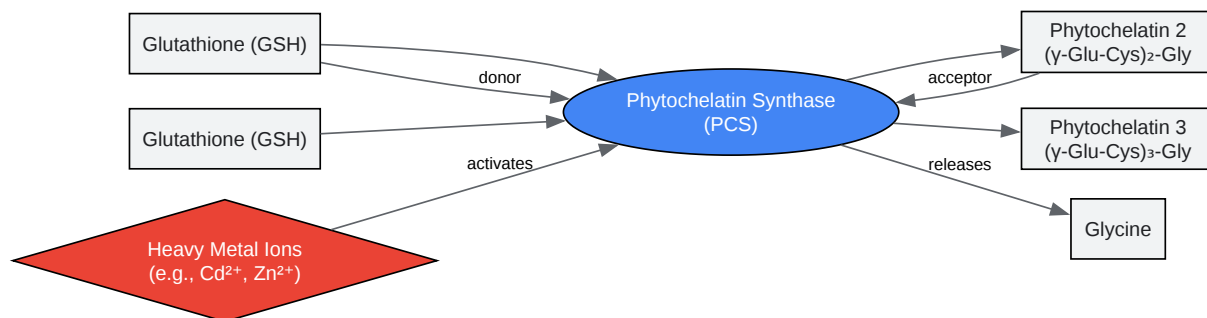 Glutathione (GSH)
donor
Glutathione (GSH)
activates
Heavy Metal Ions
(e.g., Cd²⁺, Zn²⁺)
Phytochelatin Synthase
(PCS)
acceptor
releases
Phytochelatin 2
(γ-Glu-Cys)₂-Gly
Phytochelatin 3
(γ-Glu-Cys)₃-Gly
Glycine